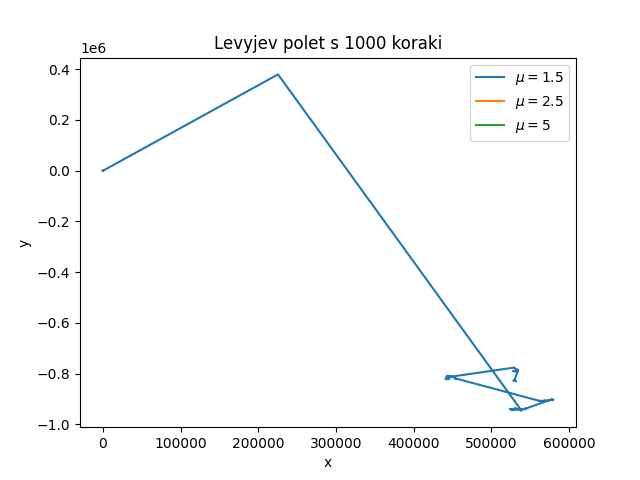 Levyjev polet s 1000 koraki
1e6
0.4
0.2
0.0
−0.2
−0.4
−0.6
−0.8
−1.0
y
0 100000 200000 300000 400000 500000 600000
x
μ = 1.5
μ = 2.5
μ = 5